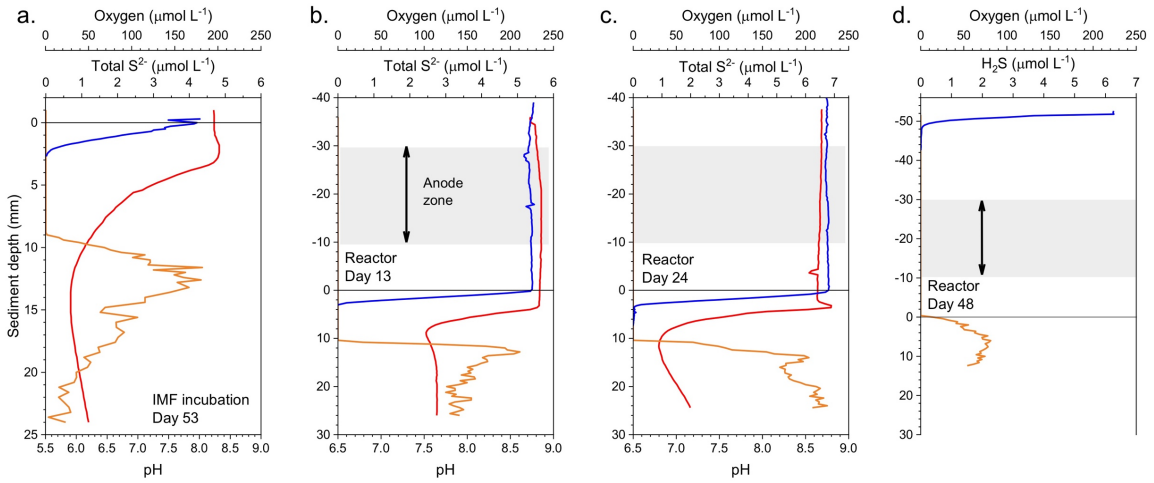 a.
Oxygen (μmol L⁻¹)
0 50 100 150 200 250
Total S²⁻ (μmol L⁻¹)
0 1 2 3 4 5 6
0
5
10
15
20
25
Sediment depth (mm)
IMF incubation
Day 53
5.5 6.0 6.5 7.0 7.5 8.0 8.5 9.0
pH
b.
Oxygen (μmol L⁻¹)
0 50 100 150 200 250
Total S²⁻ (μmol L⁻¹)
0 1 2 3 4 5 6
-40
-30
-20
-10
0
10
20
30
Anode
zone
Reactor
Day 13
6.5 7.0 7.5 8.0 8.5 9.0
pH
c.
Oxygen (μmol L⁻¹)
0 50 100 150 200 250
Total S²⁻ (μmol L⁻¹)
0 1 2 3 4 5 6 7
-40
-30
-20
-10
0
10
20
30
Reactor
Day 24
6.5 7.0 7.5 8.0 8.5 9.0
pH
d.
Oxygen (μmol L⁻¹)
0 50 100 150 200 250
H₂S (μmol L⁻¹)
0 1 2 3 4 5 6 7
-50
-40
-30
-20
-10
0
10
20
30
Reactor
Day 48